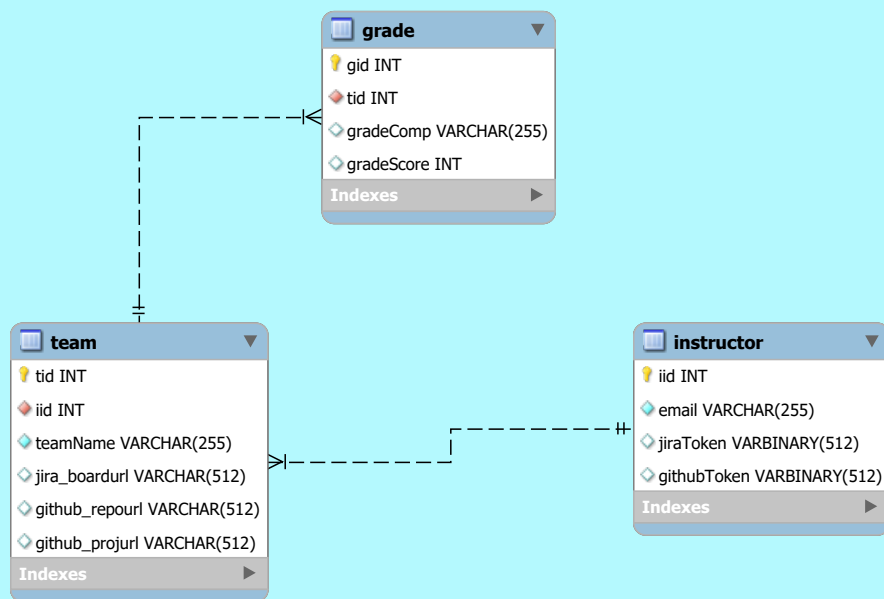 grade
gid INT
tid INT
gradeComp VARCHAR(255)
gradeScore INT
Indexes
team
tid INT
iid INT
teamName VARCHAR(255)
jira_boardurl VARCHAR(512)
github_repourl VARCHAR(512)
github_projurl VARCHAR(512)
Indexes
instructor
iid INT
email VARCHAR(255)
jiraToken VARBINARY(512)
githubToken VARBINARY(512)
Indexes